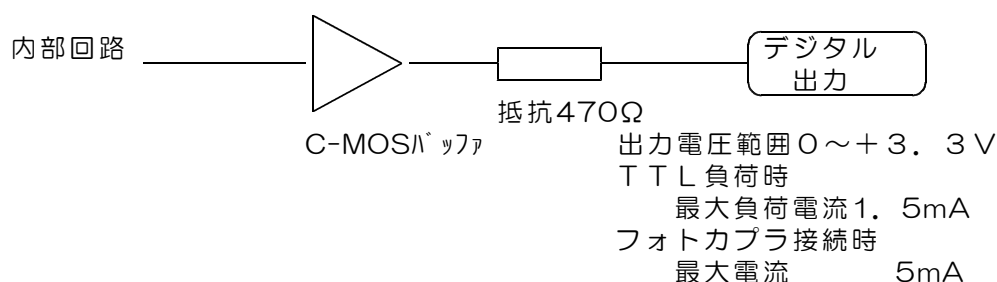 内部回路
デジタル
出力
抵抗470Ω
C-MOSﾊﾞｯﾌｧ
出力電圧範囲０～＋３．３Ｖ
ＴＴＬ負荷時
最大負荷電流1．5mA
フォトカプラ接続時
最大電流　　　5mA